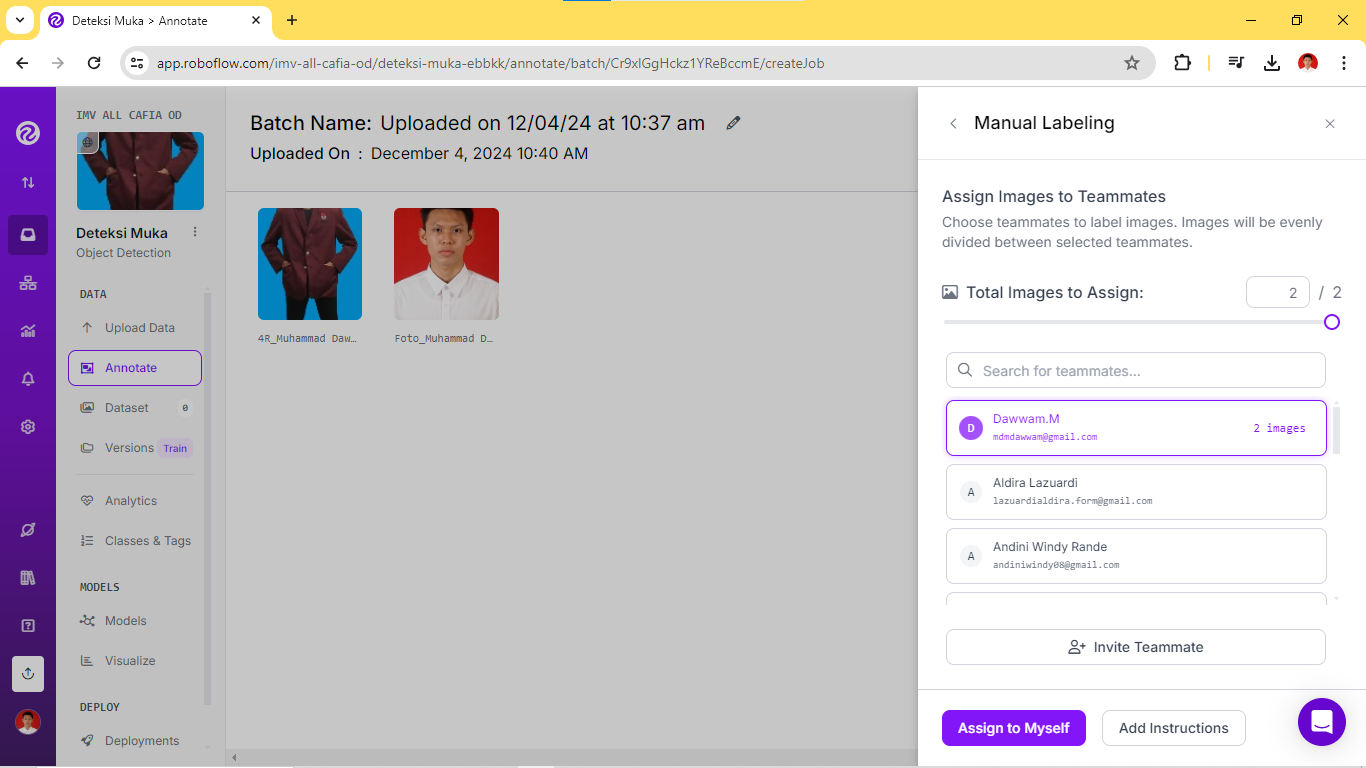 Deteksi Muka > Annotate
app.roboflow.com/imv-all-cafia-od/deteksi-muka-ebbkk/annotate/batch/Cr9xlGgHckz1YReBccmE/createJob
IMV ALL CAFIA OD
Deteksi Muka
Object Detection
DATA
Upload Data
Annotate
Dataset 0
Versions Train
Analytics
Classes & Tags
MODELS
Models
Visualize
DEPLOY
Deployments
Batch Name: Uploaded on 12/04/24 at 10:37 am
Uploaded On : December 4, 2024 10:40 AM
4R_Muhammad Daw…
Foto_Muhammad D…
Manual Labeling
Assign Images to Teammates
Choose teammates to label images. Images will be evenly
divided between selected teammates.
Total Images to Assign: 2 / 2
Search for teammates...
D
Dawwam.M
mdmdawwam@gmail.com
2 images
A
Aldira Lazuardi
lazuardialdira.form@gmail.com
A
Andini Windy Rande
andiniwindy08@gmail.com
Invite Teammate
Assign to Myself
Add Instructions